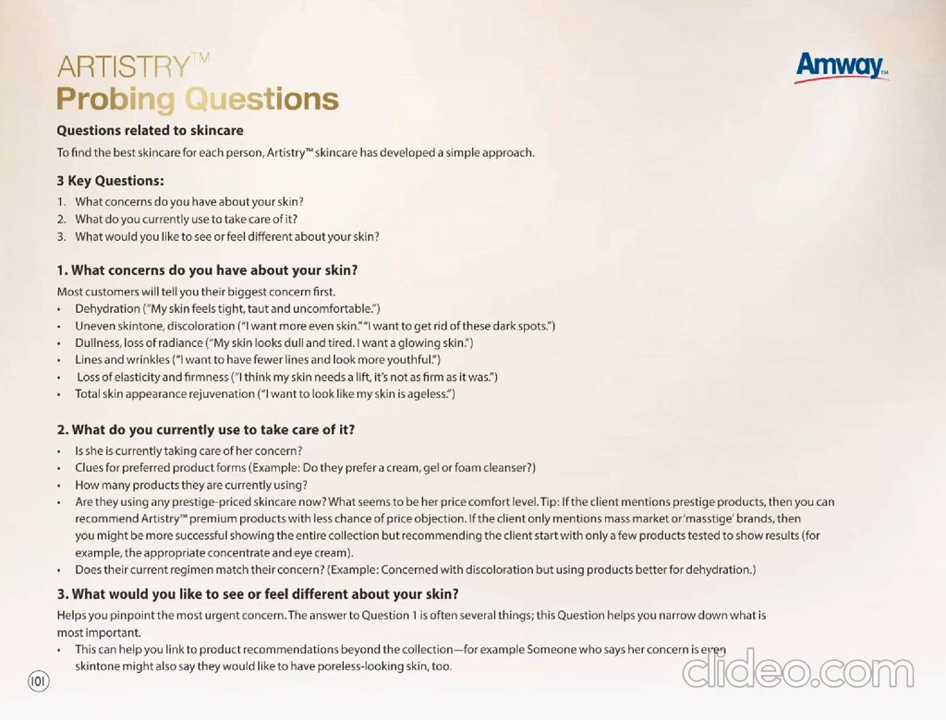 ARTISTRY™
Amway™
Probing Questions
Questions related to skincare
To find the best skincare for each person, Artistry™ skincare has developed a simple approach.
3 Key Questions:
1. What concerns do you have about your skin?
2. What do you currently use to take care of it?
3. What would you like to see or feel different about your skin?
1. What concerns do you have about your skin?
Most customers will tell you their biggest concern first.
• Dehydration (“My skin feels tight, taut and uncomfortable.”)
• Uneven skintone, discoloration (“I want more even skin.” “I want to get rid of these dark spots.”)
• Dullness, loss of radiance (“My skin looks dull and tired. I want a glowing skin.”)
• Lines and wrinkles (“I want to have fewer lines and look more youthful.”)
• Loss of elasticity and firmness (“I think my skin needs a lift, it’s not as firm as it was.”)
• Total skin appearance rejuvenation (“I want to look like my skin is ageless.”)
2. What do you currently use to take care of it?
• Is she is currently taking care of her concern?
• Clues for preferred product forms (Example: Do they prefer a cream, gel or foam cleanser?)
• How many products they are currently using?
• Are they using any prestige-priced skincare now? What seems to be her price comfort level. Tip: If the client mentions prestige products, then you can
recommend Artistry™ premium products with less chance of price objection. If the client only mentions mass market or ‘masstige’ brands, then
you might be more successful showing the entire collection but recommending the client start with only a few products tested to show results (for
example, the appropriate concentrate and eye cream).
• Does their current regimen match their concern? (Example: Concerned with discoloration but using products better for dehydration.)
3. What would you like to see or feel different about your skin?
Helps you pinpoint the most urgent concern. The answer to Question 1 is often several things; this Question helps you narrow down what is
most important.
• This can help you link to product recommendations beyond the collection—for example Someone who says her concern is even
skintone might also say they would like to have poreless-looking skin, too.
101
clideo.com